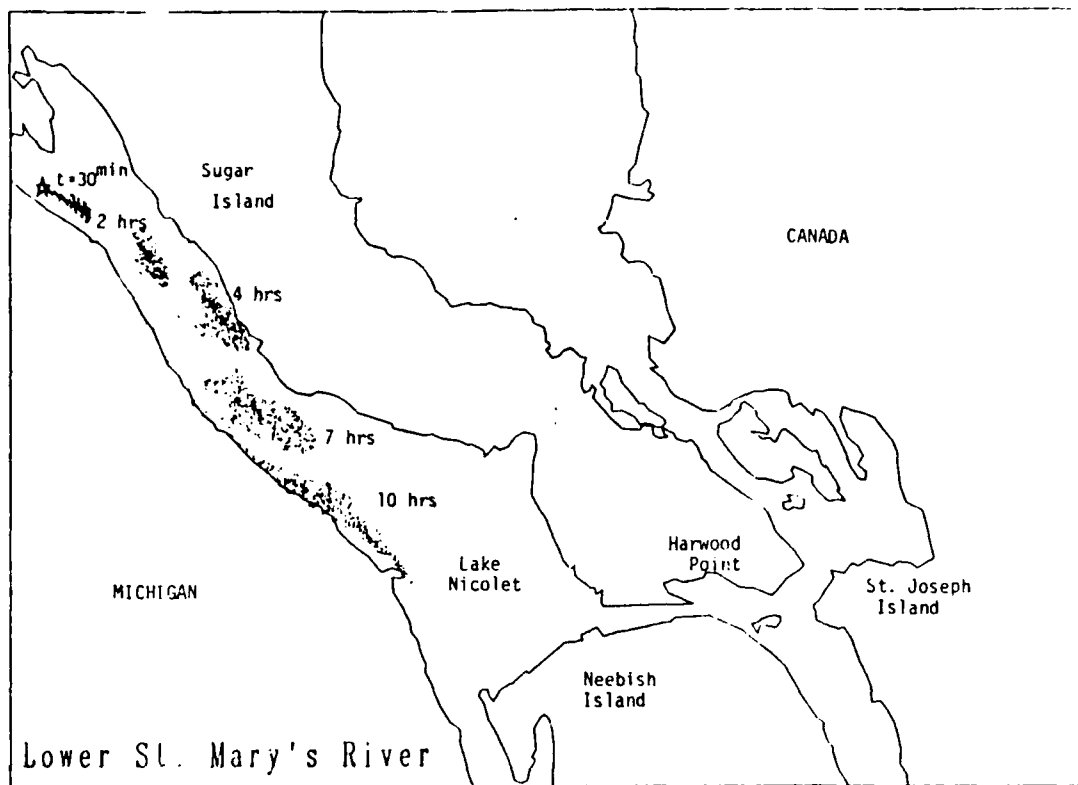 t=30 min
2 hrs
Sugar
Island
4 hrs
CANADA
7 hrs
10 hrs
Lake
Nicolet
Harwood
Point
MICHIGAN
St. Joseph
Island
Neebish
Island
Lower St. Mary's River